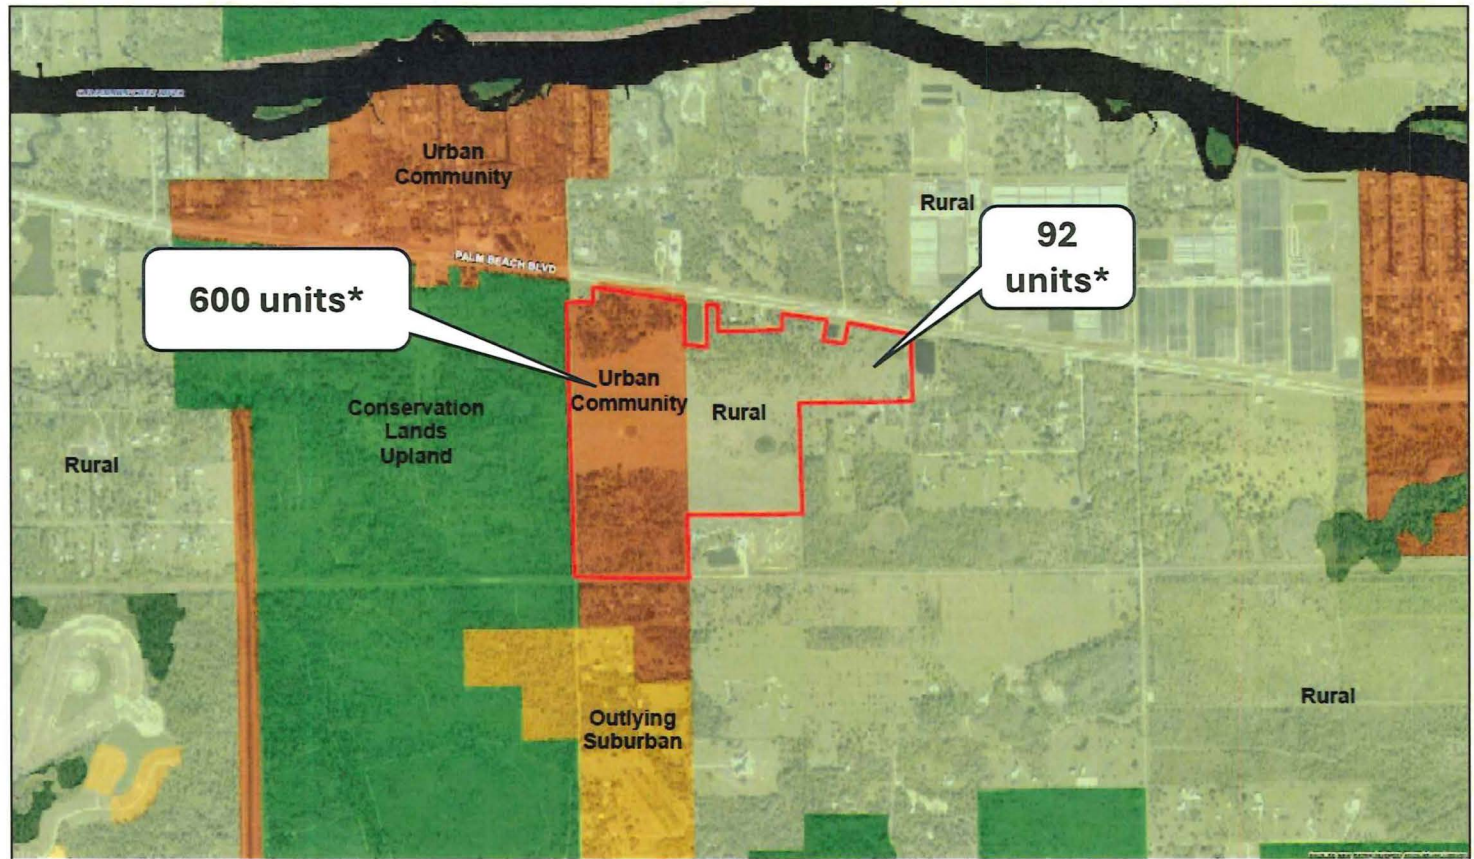 Urban
Community
Rural
92
units*
PALM BEACH BLVD
600 units*
Urban
Community
Rural
Conservation
Lands
Upland
Rural
Rural
Outlying
Suburban